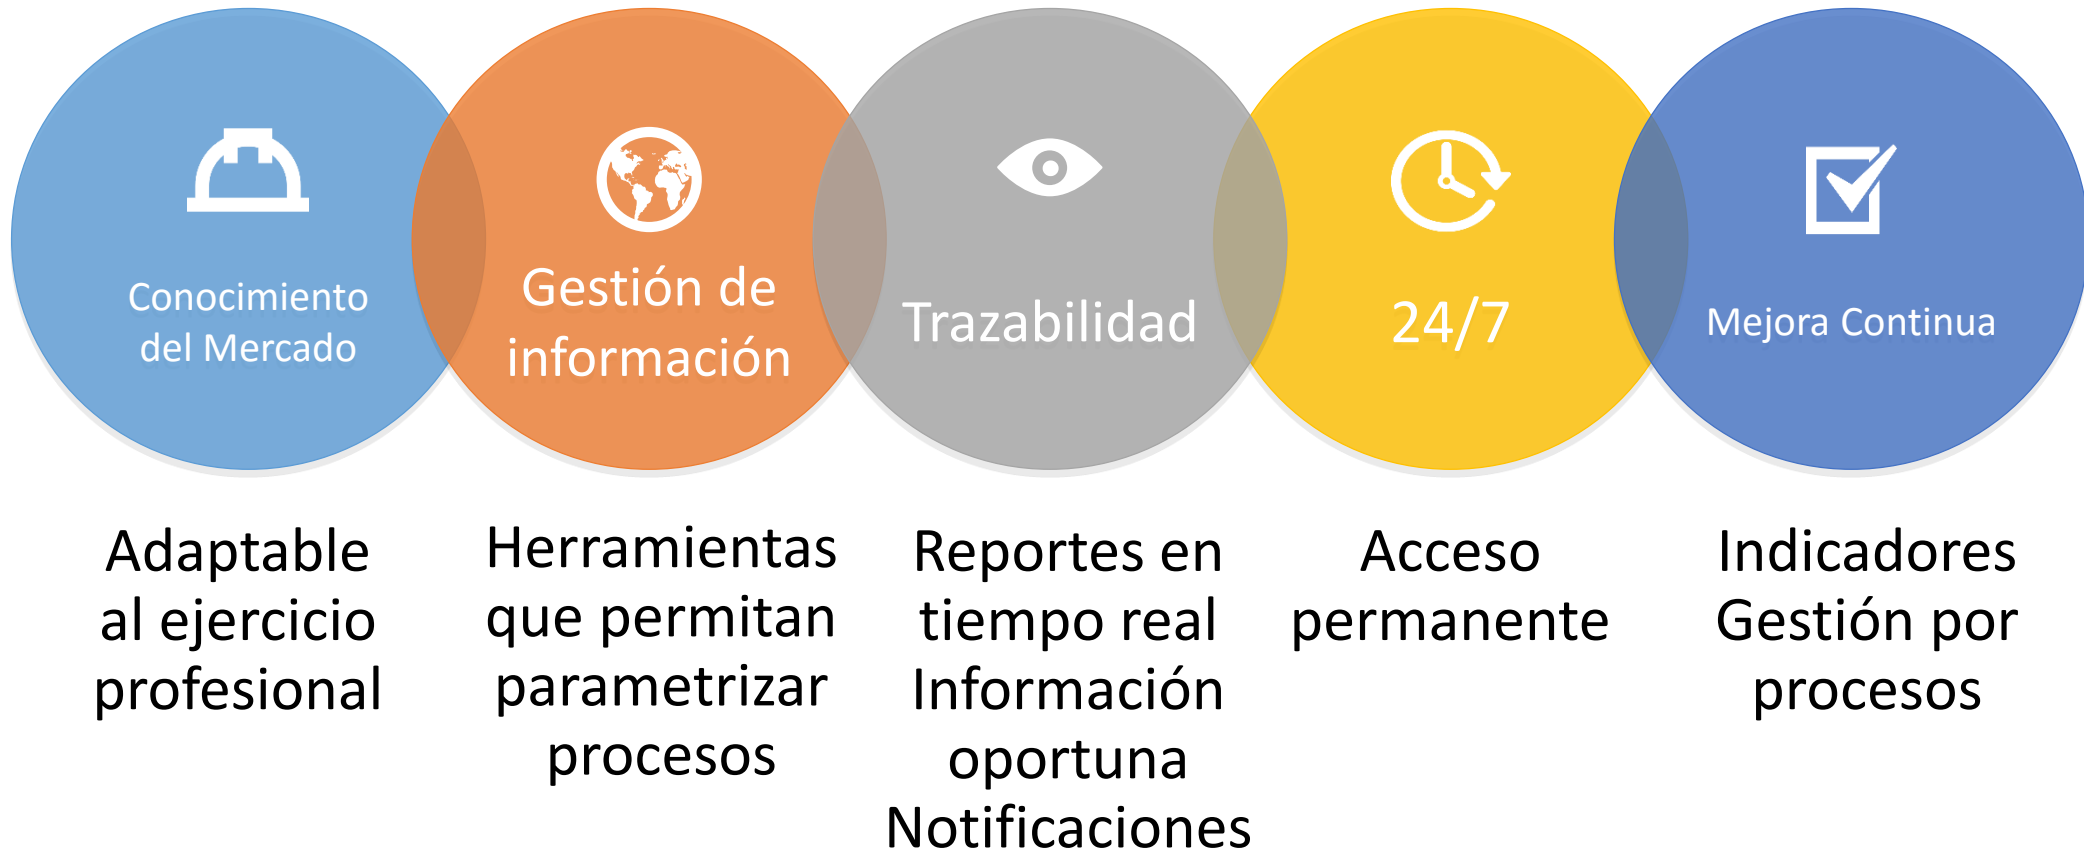 Conocimiento
del Mercado
Gestión de
información
Trazabilidad
24/7
Mejora Continua
Adaptable
al ejercicio
profesional
Herramientas
que permitan
parametrizar
procesos
Reportes en
tiempo real
Información
oportuna
Notificaciones
Acceso
permanente
Indicadores
Gestión por
procesos